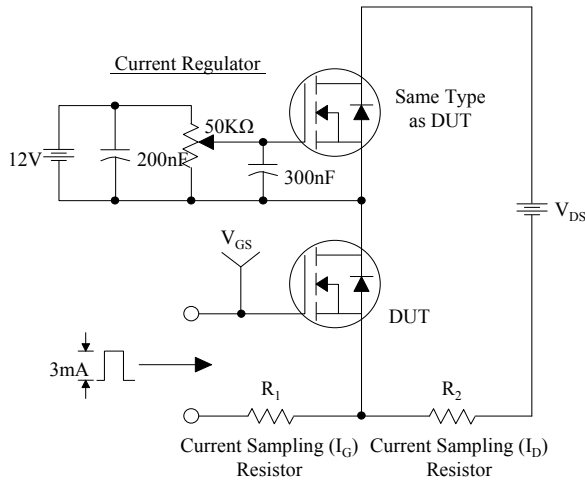 Current Regulator
Same Type
as DUT
50KΩ
12V
200nF
300nF
V_DS
V_GS
DUT
3mA
R_1
R_2
Current Sampling (I_G)
Resistor
Current Sampling (I_D)
Resistor